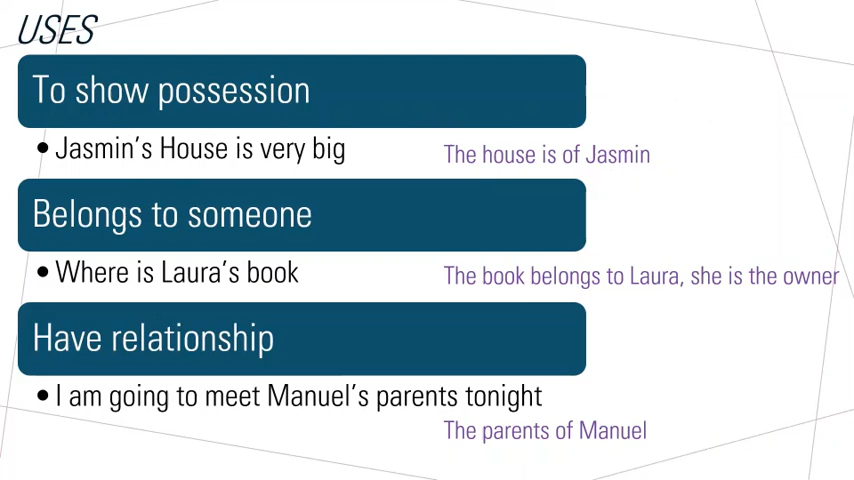 USES
To show possession
• Jasmin's House is very big
The house is of Jasmin
Belongs to someone
• Where is Laura's book
The book belongs to Laura, she is the owner
Have relationship
• I am going to meet Manuel's parents tonight
The parents of Manuel